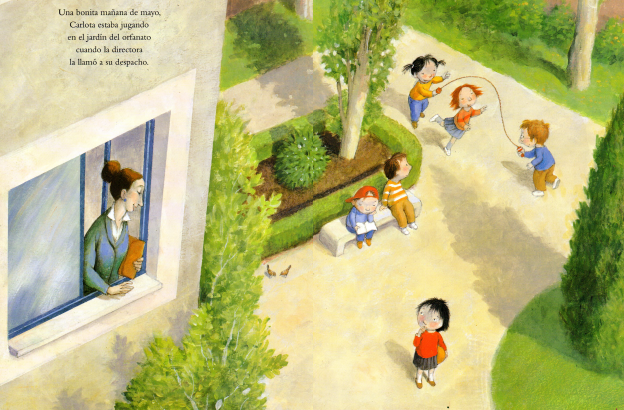 Una bonita mañana de mayo,
Carlota estaba jugando
en el jardín del orfanato
cuando la directora
la llamó a su despacho.